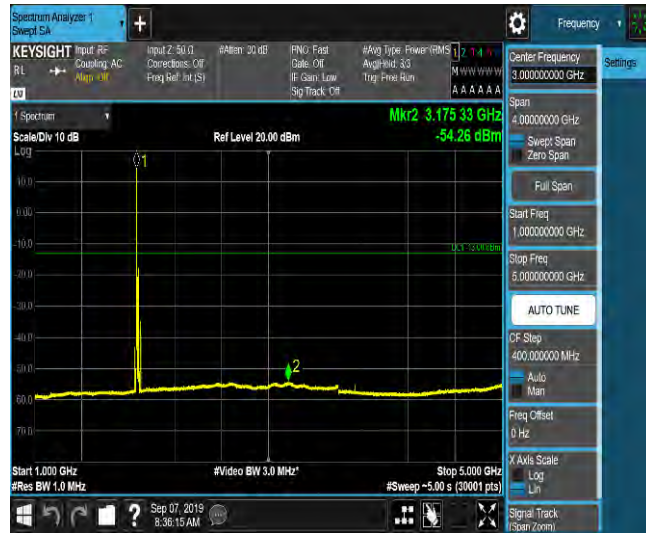 Spectrum Analyzer 1
Swept SA
+
Frequency
KEYSIGHT
RL
Input: RF
Coupling: AC
Align: Off
Input Z: 50 Ω
Corrections: Off
Freq Ref: Int (S)
#Atten: 30 dB
PNO: Fast
Gate: Off
IF Gain: Low
Sig Track: Off
#Avg Type: Power (RMS
Avg|Hold: 3/3
Trig: Free Run
M W W W W W
A A A A A A
LXI
1 Spectrum
Scale/Div 10 dB
Log
Ref Level 20.00 dBm
Mkr2 3.175 33 GHz
-54.26 dBm
1
10.0
0.00
-10.0
DL1 -13.00 dBm
-20.0
-30.0
-40.0
-50.0
2
-60.0
-70.0
Start 1.000 GHz
#Res BW 1.0 MHz
#Video BW 3.0 MHz*
Stop 5.000 GHz
#Sweep ~5.00 s (30001 pts)
?
Sep 07, 2019
8:36:15 AM
Center Frequency
3.000000000 GHz
Settings
Span
4.00000000 GHz
Swept Span
Zero Span
Full Span
Start Freq
1.000000000 GHz
Stop Freq
5.000000000 GHz
AUTO TUNE
CF Step
400.000000 MHz
Auto
Man
Freq Offset
0 Hz
X Axis Scale
Log
Lin
Signal Track
(Span Zoom)